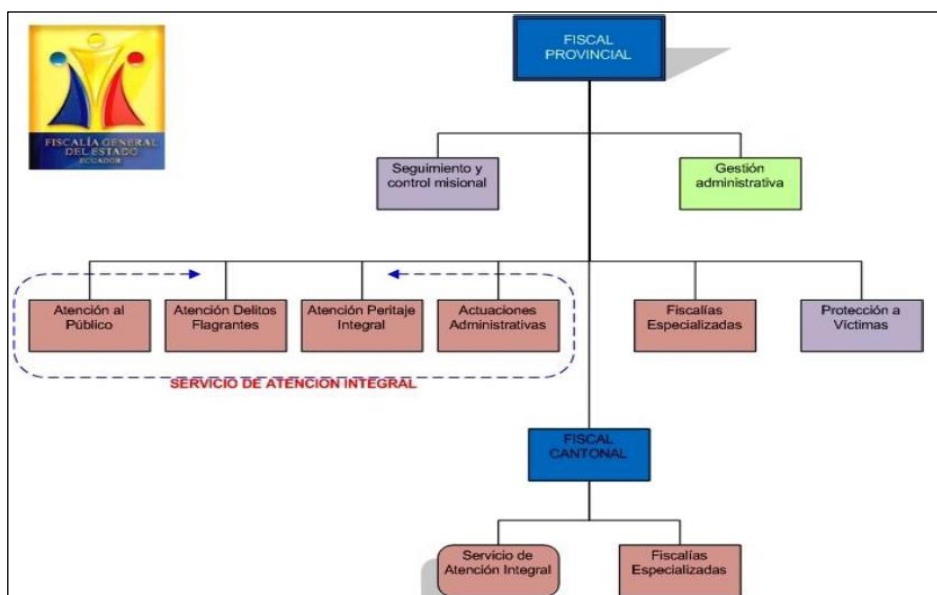 FISCALÍA GENERAL
DEL ESTADO
ECUADOR
FISCAL
PROVINCIAL
Seguimiento y
control misional
Gestión
administrativa
Atención al
Público
Atención Delitos
Flagrantes
Atención Peritaje
Integral
Actuaciones
Administrativas
Fiscalías
Especializadas
Protección a
Víctimas
SERVICIO DE ATENCION INTEGRAL
FISCAL
CANTONAL
Servicio de
Atención Integral
Fiscalías
Especializadas